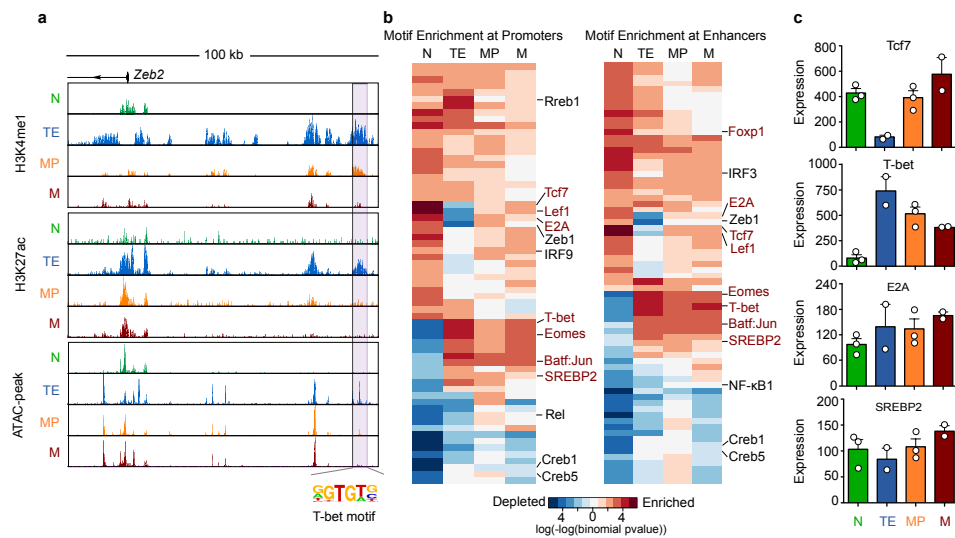 a
100 kb
Zeb2
H3K4me1
N
TE
MP
M
H3K27ac
N
TE
MP
M
ATAC-peak
N
TE
MP
M
GGTGTG
T-bet motif
b
Motif Enrichment at Promoters
N TE MP M
Rreb1
Tcf7
Lef1
E2A
Zeb1
IRF9
T-bet
Eomes
Batf:Jun
SREBP2
Rel
Creb1
Creb5
Motif Enrichment at Enhancers
N TE MP M
Foxp1
IRF3
E2A
Zeb1
Tcf7
Lef1
Eomes
T-bet
Batf:Jun
SREBP2
NF-κB1
Creb1
Creb5
Depleted Enriched
4 0 4
log(-log(binomial pvalue))
c
Tcf7
Expression
800
600
400
200
0
T-bet
Expression
1000
750
500
250
0
E2A
Expression
240
180
120
60
0
SREBP2
Expression
150
100
50
0
N TE MP M